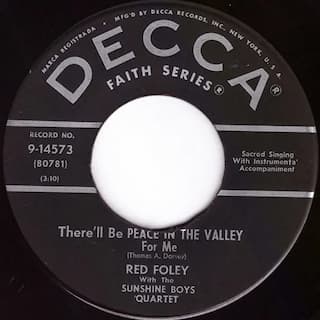 MARCA REGISTRADA • MFG'D BY DECCA RECORDS, INC., NEW YORK, U.S.A.
DECCA®
FAITH SERIES®
RECORD NO.
9-14573
(80781)
(3:10)
Sacred Singing
With Instrumental
Accompaniment
There'll Be PEACE IN THE VALLEY
For Me
(Thomas A. Dorsey)
RED FOLEY
With The
SUNSHINE BOYS
QUARTET